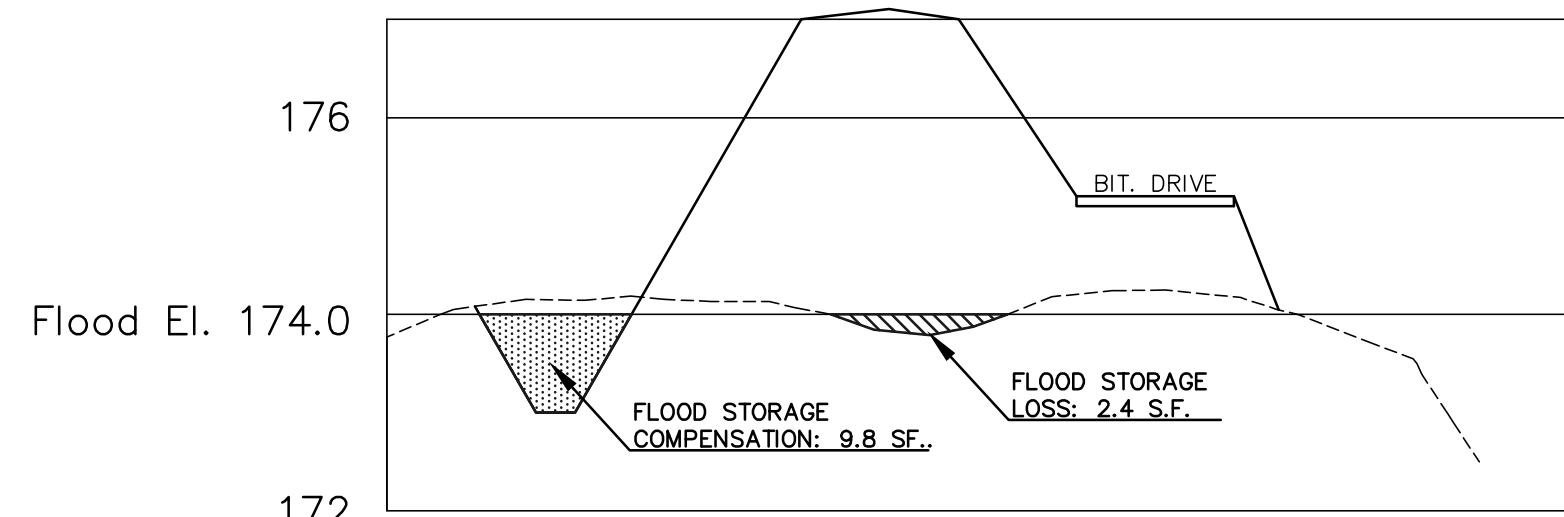 176
BIT. DRIVE
Flood El. 174.0
FLOOD STORAGE
LOSS: 2.4 S.F.
FLOOD STORAGE
COMPENSATION: 9.8 SF..
172